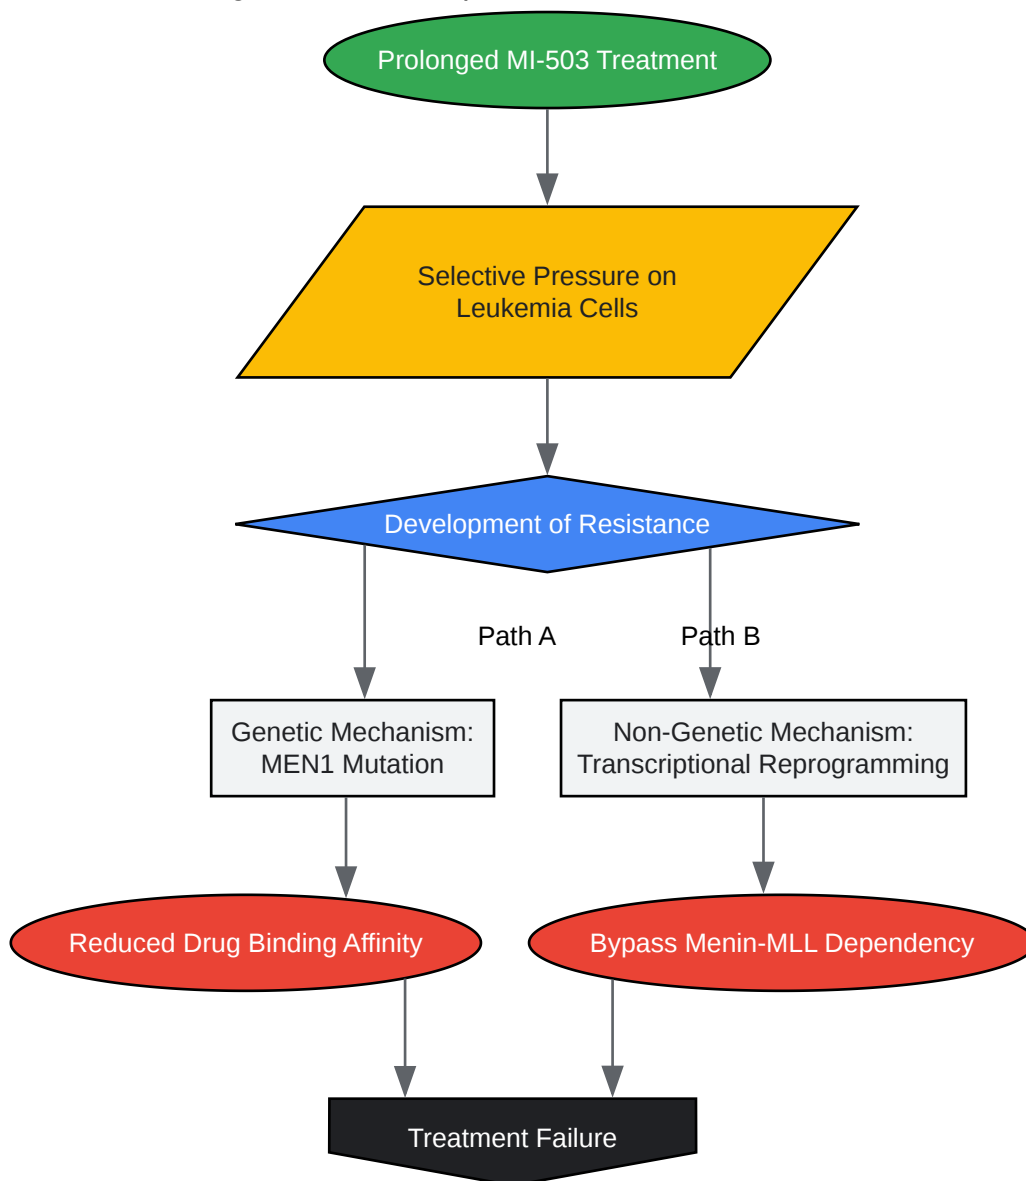 Prolonged MI-503 Treatment
Selective Pressure on
Leukemia Cells
Development of Resistance
Path A
Path B
Genetic Mechanism:
MEN1 Mutation
Non-Genetic Mechanism:
Transcriptional Reprogramming
Reduced Drug Binding Affinity
Bypass Menin-MLL Dependency
Treatment Failure